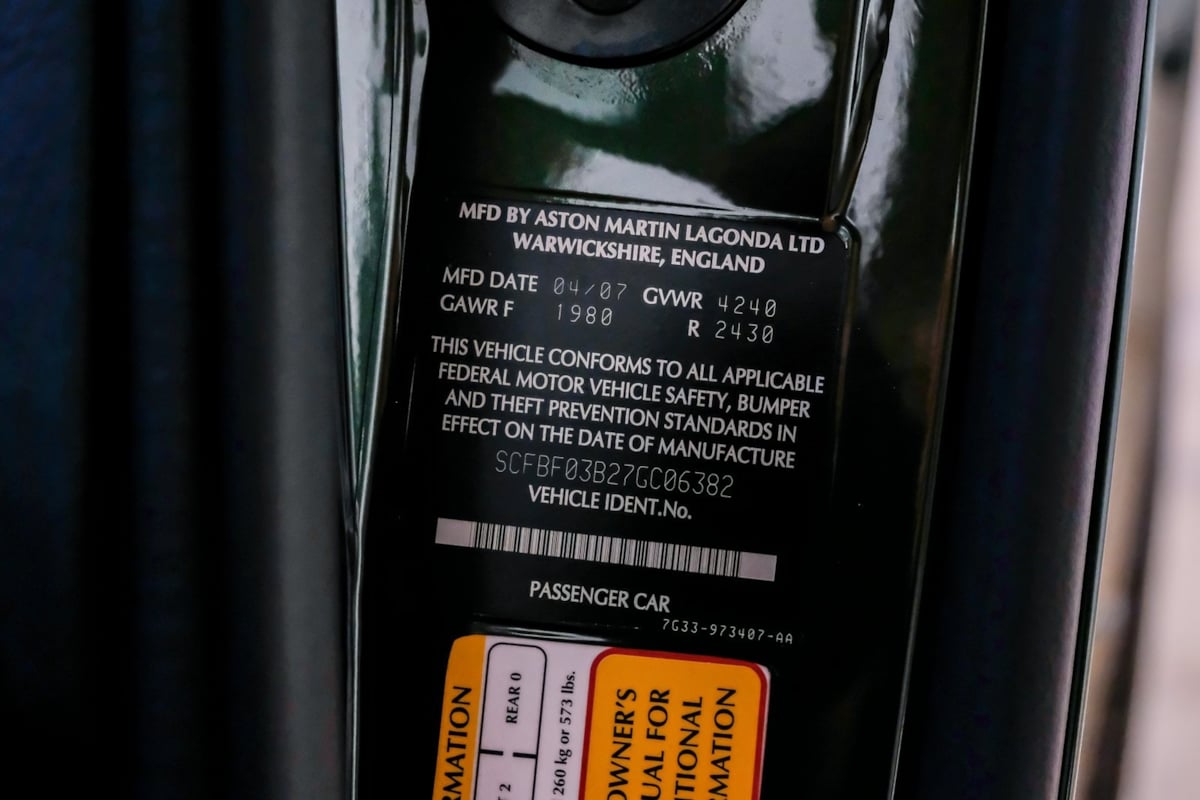 MFD BY ASTON MARTIN LAGONDA LTD
WARWICKSHIRE, ENGLAND
MFD DATE 04/07 GVWR 4240
GAWR F 1980 R 2430
THIS VEHICLE CONFORMS TO ALL APPLICABLE
FEDERAL MOTOR VEHICLE SAFETY, BUMPER
AND THEFT PREVENTION STANDARDS IN
EFFECT ON THE DATE OF MANUFACTURE
SCFBF03B27GC06382
VEHICLE IDENT.No.
PASSENGER CAR
7G33-973407-AA
RMATION
REAR 0
2
260 kg or 573 lbs.
OWNER'S
UAL FOR
ITIONAL
RMATION